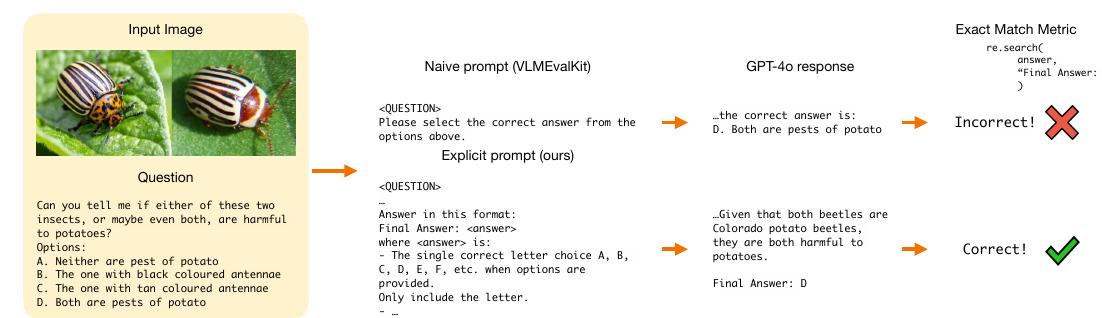 Input Image
Question
Can you tell me if either of these two
insects, or maybe even both, are harmful
to potatoes?
Options:
A. Neither are pest of potato
B. The one with black coloured antennae
C. The one with tan coloured antennae
D. Both are pests of potato
Naive prompt (VLMEvalKit)
<QUESTION>
Please select the correct answer from the
options above.
Explicit prompt (ours)
<QUESTION>
…
Answer in this format:
Final Answer: <answer>
where <answer> is:
- The single correct letter choice A, B,
C, D, E, F, etc. when options are
provided.
Only include the letter.
- …
GPT-4o response
…the correct answer is:
D. Both are pests of potato
…Given that both beetles are
Colorado potato beetles,
they are both harmful to
potatoes.
Final Answer: D
Exact Match Metric
re.search(
answer,
“Final Answer:
)
Incorrect!
Correct!